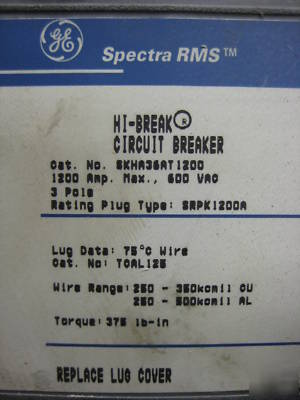 GE Spectra RMS™
HI-BREAK®
CIRCUIT BREAKER
Cat. No. SKHA36AT1200
1200 Amp. Max., 600 VAC
3 Pole
Rating Plug Type: SRPK1200A
Lug Data: 75°C Wire
Cat. No: TCAL125
Wire Range: 250 - 350kcmil CU
250 - 500kcmil AL
Torque: 375 lb-in
REPLACE LUG COVER